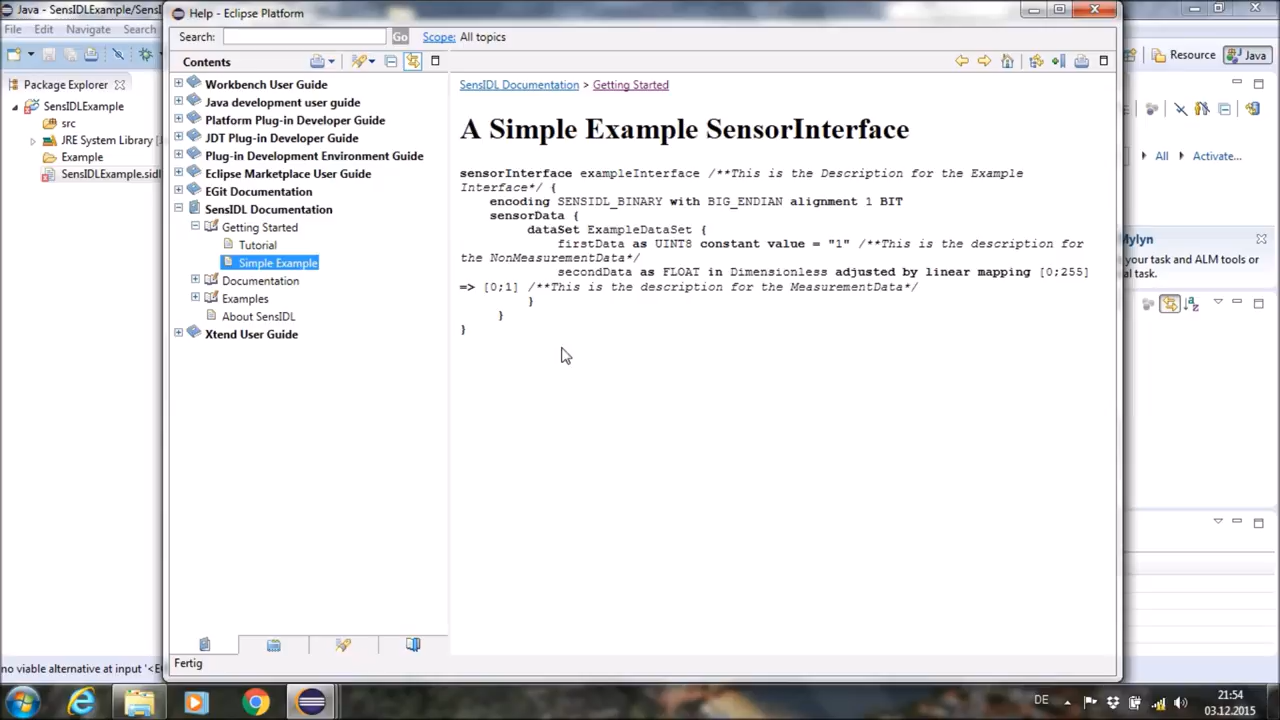 Java - SensIDLExample/SensI
Help - Eclipse Platform
File Edit Navigate Search
Search: Go Scope: All topics
Resource Java
Contents
Package Explorer
SensIDLExample
src
JRE System Library [J
Example
SensIDLExample.sidl
Workbench User Guide
Java development user guide
Platform Plug-in Developer Guide
JDT Plug-in Developer Guide
Plug-in Development Environment Guide
Eclipse Marketplace User Guide
EGit Documentation
SensIDL Documentation
Getting Started
Tutorial
Simple Example
Documentation
Examples
About SensIDL
Xtend User Guide
SensIDL Documentation > Getting Started
A Simple Example SensorInterface
sensorInterface exampleInterface /**This is the Description for the Example
Interface*/ {
encoding SENSIDL_BINARY with BIG_ENDIAN alignment 1 BIT
sensorData {
dataSet ExampleDataSet {
firstData as UINT8 constant value = "1" /**This is the description for
the NonMeasurementData*/
secondData as FLOAT in Dimensionless adjusted by linear mapping [0;255]
=> [0;1] /**This is the description for the MeasurementData*/
}
}
}
All Activate...
Mylyn
your task and ALM tools or
al task.
Fertig
no viable alternative at input '<E
DE
21:54
03.12.2015